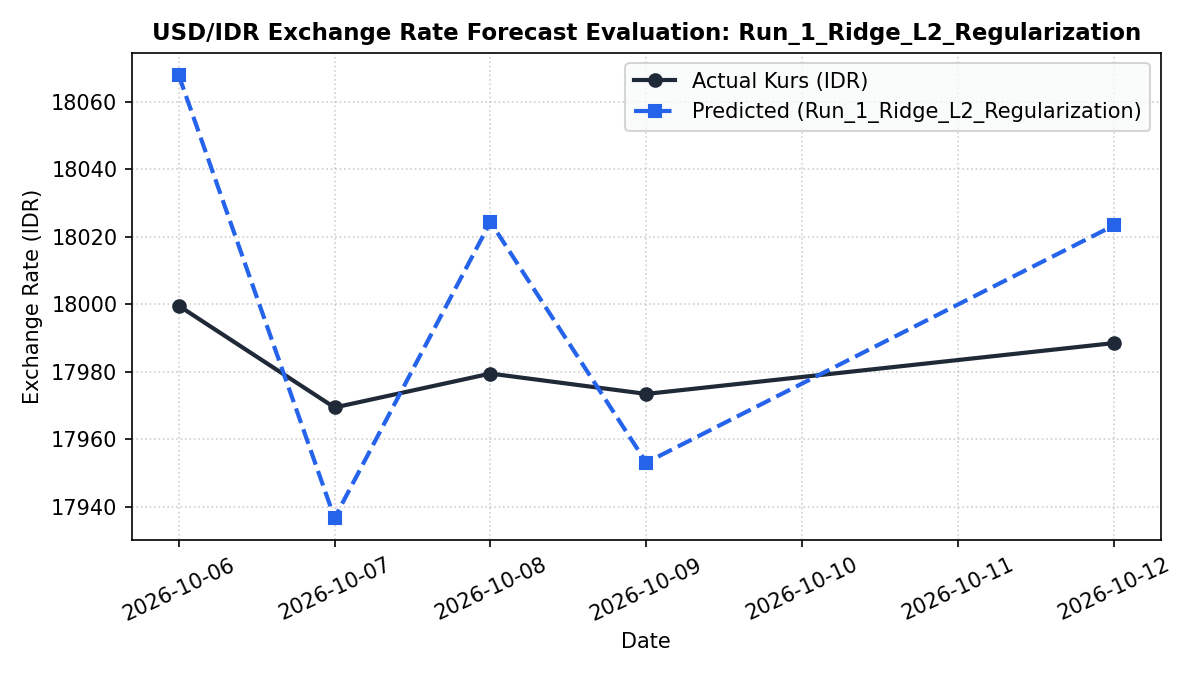 USD/IDR Exchange Rate Forecast Evaluation: Run_1_Ridge_L2_Regularization
Actual Kurs (IDR)
Predicted (Run_1_Ridge_L2_Regularization)
Exchange Rate (IDR)
18060
18040
18020
18000
17980
17960
17940
2026-10-06
2026-10-07
2026-10-08
2026-10-09
2026-10-10
2026-10-11
2026-10-12
Date